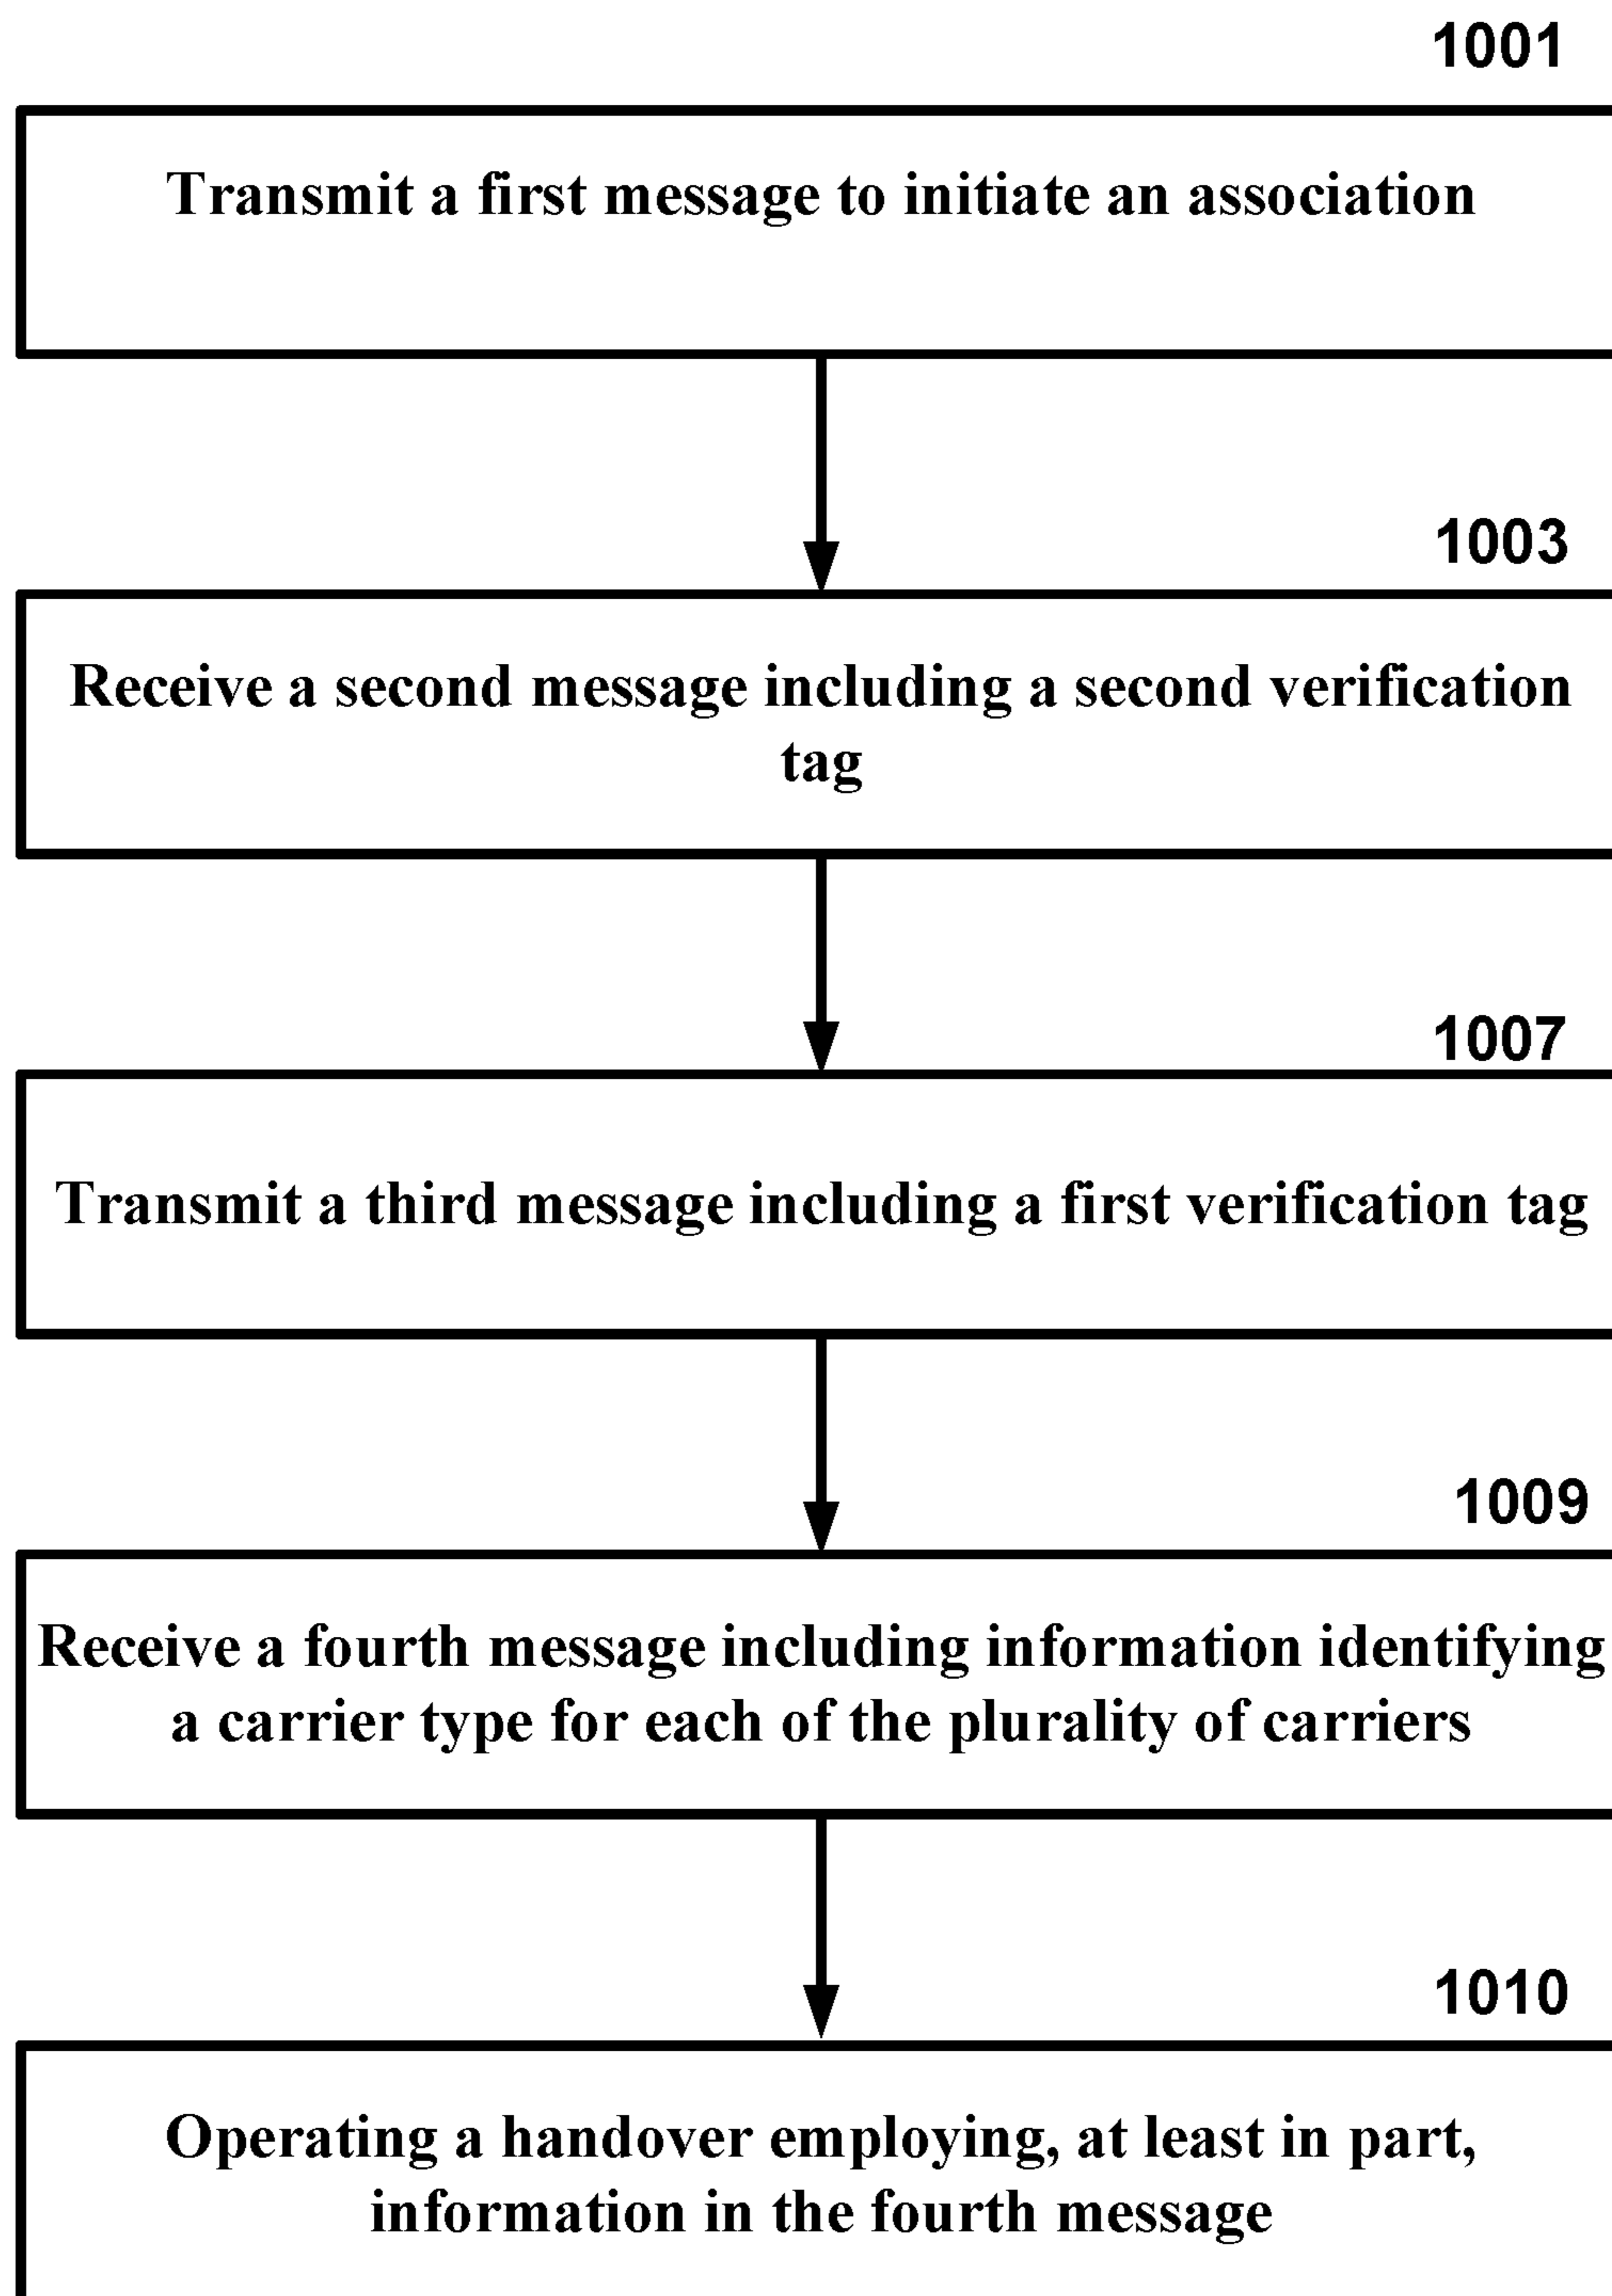 1001
Transmit a first message to initiate an association
1003
Receive a second message including a second verification
tag
1007
Transmit a third message including a first verification tag
1009
Receive a fourth message including information identifying
a carrier type for each of the plurality of carriers
1010
Operating a handover employing, at least in part,
information in the fourth message